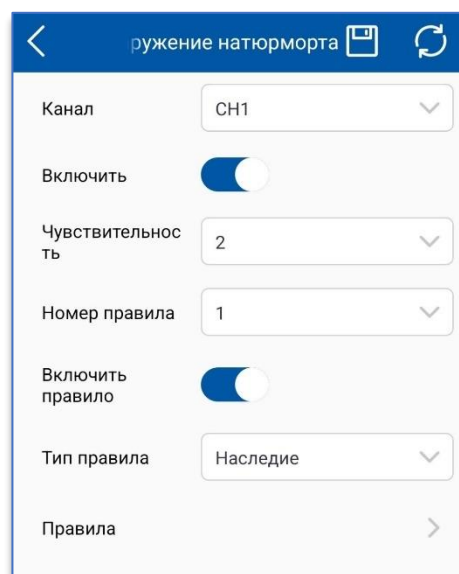 ружение натюрморта
Канал
CH1
Включить
Чувствительнос
ть
2
Номер правила
1
Включить
правило
Тип правила
Наследие
Правила